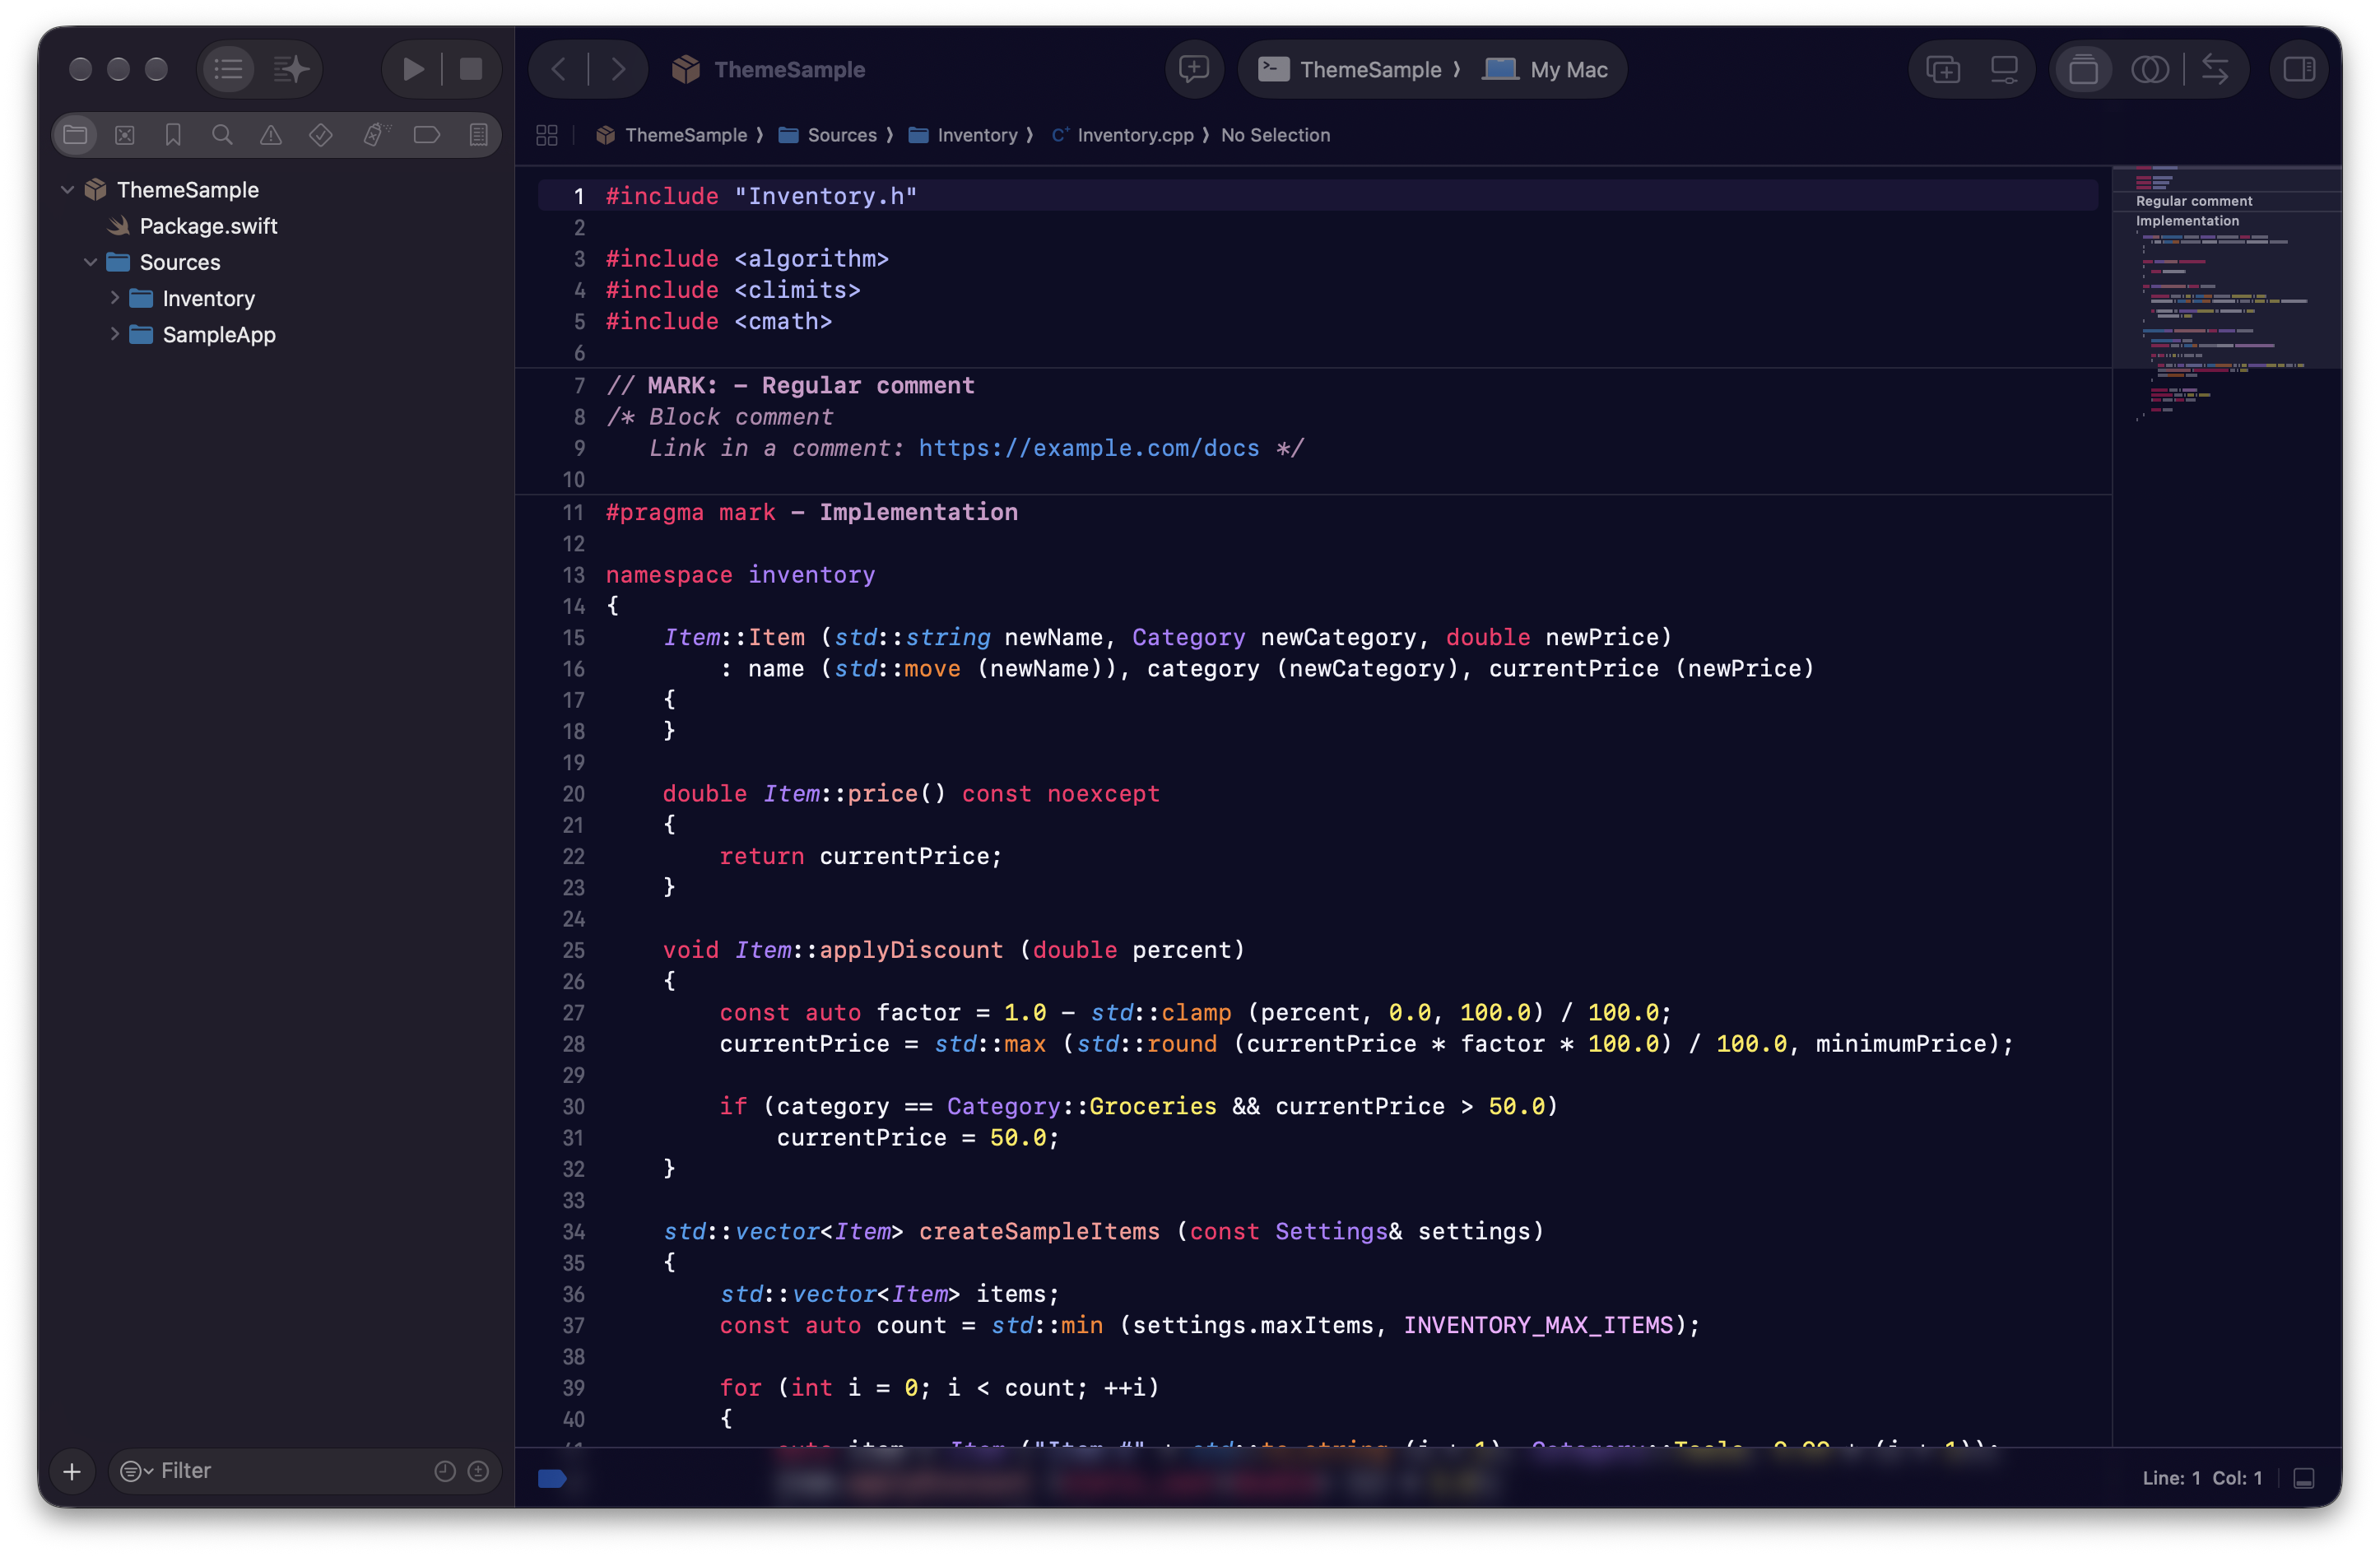 ThemeSample
ThemeSample ⟩ My Mac
ThemeSample ⟩ Sources ⟩ Inventory ⟩ Inventory.cpp ⟩ No Selection
ThemeSample
Package.swift
Sources
Inventory
SampleApp
Filter
1 #include "Inventory.h"
2
3 #include <algorithm>
4 #include <climits>
5 #include <cmath>
6
7 // MARK: - Regular comment
8 /* Block comment
9    Link in a comment: https://example.com/docs */
10
11 #pragma mark - Implementation
12
13 namespace inventory
14 {
15     Item::Item (std::string newName, Category newCategory, double newPrice)
16         : name (std::move (newName)), category (newCategory), currentPrice (newPrice)
17     {
18     }
19
20     double Item::price() const noexcept
21     {
22         return currentPrice;
23     }
24
25     void Item::applyDiscount (double percent)
26     {
27         const auto factor = 1.0 - std::clamp (percent, 0.0, 100.0) / 100.0;
28         currentPrice = std::max (std::round (currentPrice * factor * 100.0) / 100.0, minimumPrice);
29
30         if (category == Category::Groceries && currentPrice > 50.0)
31             currentPrice = 50.0;
32     }
33
34     std::vector<Item> createSampleItems (const Settings& settings)
35     {
36         std::vector<Item> items;
37         const auto count = std::min (settings.maxItems, INVENTORY_MAX_ITEMS);
38
39         for (int i = 0; i < count; ++i)
40         {
Regular comment
Implementation
Line: 1 Col: 1